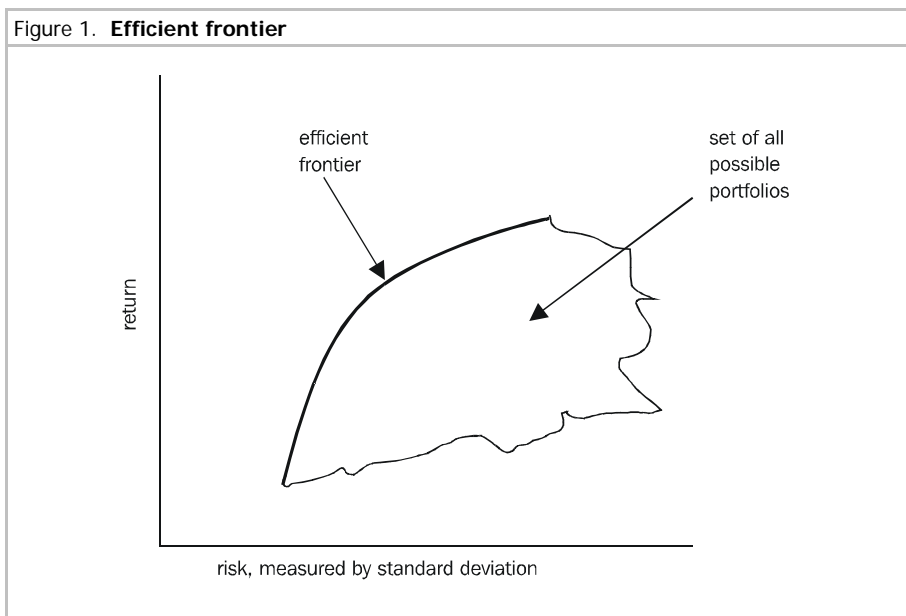 Figure 1. Efficient frontier
efficient
frontier
set of all
possible
portfolios
return
risk, measured by standard deviation